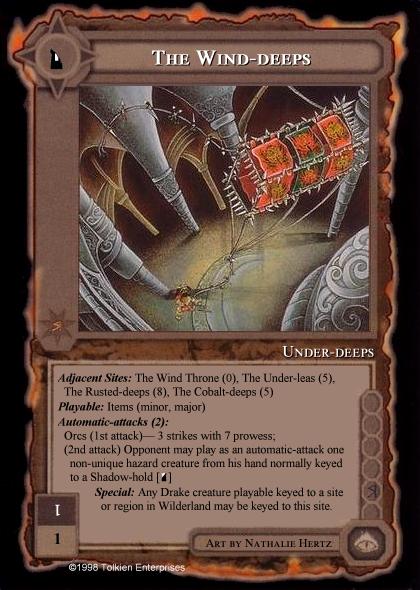 The Wind-deeps
Under-deeps
Adjacent Sites: The Wind Throne (0), The Under-leas (5),
The Rusted-deeps (8), The Cobalt-deeps (5)
Playable: Items (minor, major)
Automatic-attacks (2):
Orcs (1st attack)— 3 strikes with 7 prowess;
(2nd attack) Opponent may play as an automatic-attack one
non-unique hazard creature from his hand normally keyed
to a Shadow-hold []
Special: Any Drake creature playable keyed to a site
or region in Wilderland may be keyed to this site.
1
1
Art by Nathalie Hertz
©1998 Tolkien Enterprises